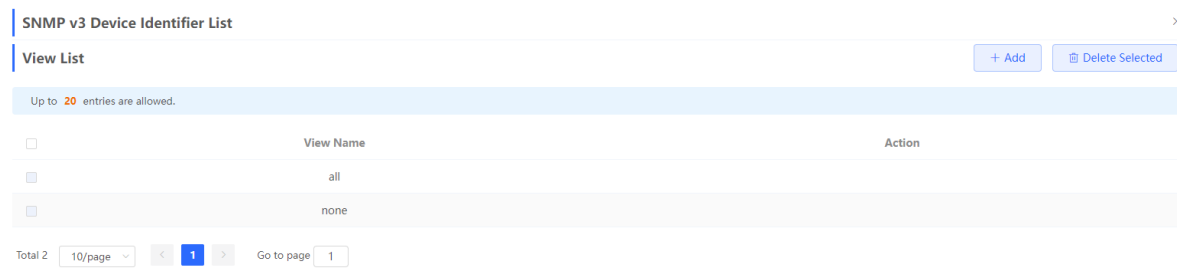 SNMP v3 Device Identifier List
View List
+ Add
Delete Selected
Up to 20 entries are allowed.
View Name Action
all
none
Total 2 10/page < 1 > Go to page 1